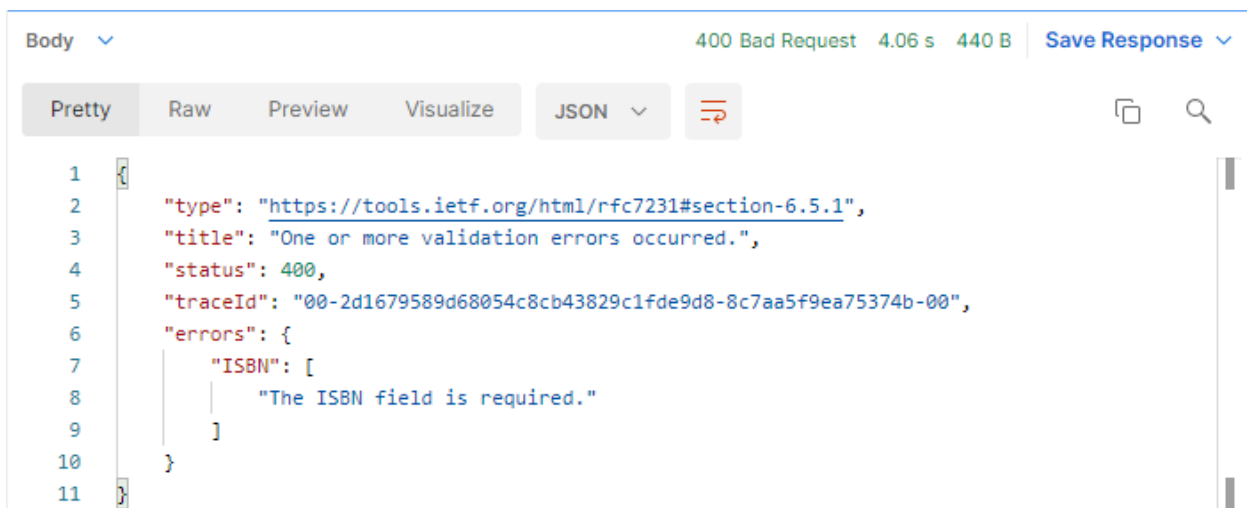 Body 400 Bad Request 4.06 s 440 B Save Response
Pretty Raw Preview Visualize JSON
1 {
2 "type": "https://tools.ietf.org/html/rfc7231#section-6.5.1",
3 "title": "One or more validation errors occurred.",
4 "status": 400,
5 "traceId": "00-2d1679589d68054c8cb43829c1fde9d8-8c7aa5f9ea75374b-00",
6 "errors": {
7 "ISBN": [
8 "The ISBN field is required."
9 ]
10 }
11 }